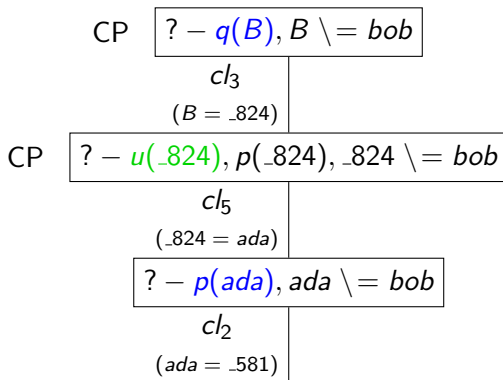 CP ? − q(B), B \= bob
cl₃
(B = _824)
CP ? − u(_824), p(_824), _824 \= bob
cl₅
(_824 = ada)
? − p(ada), ada \= bob
cl₂
(ada = _581)